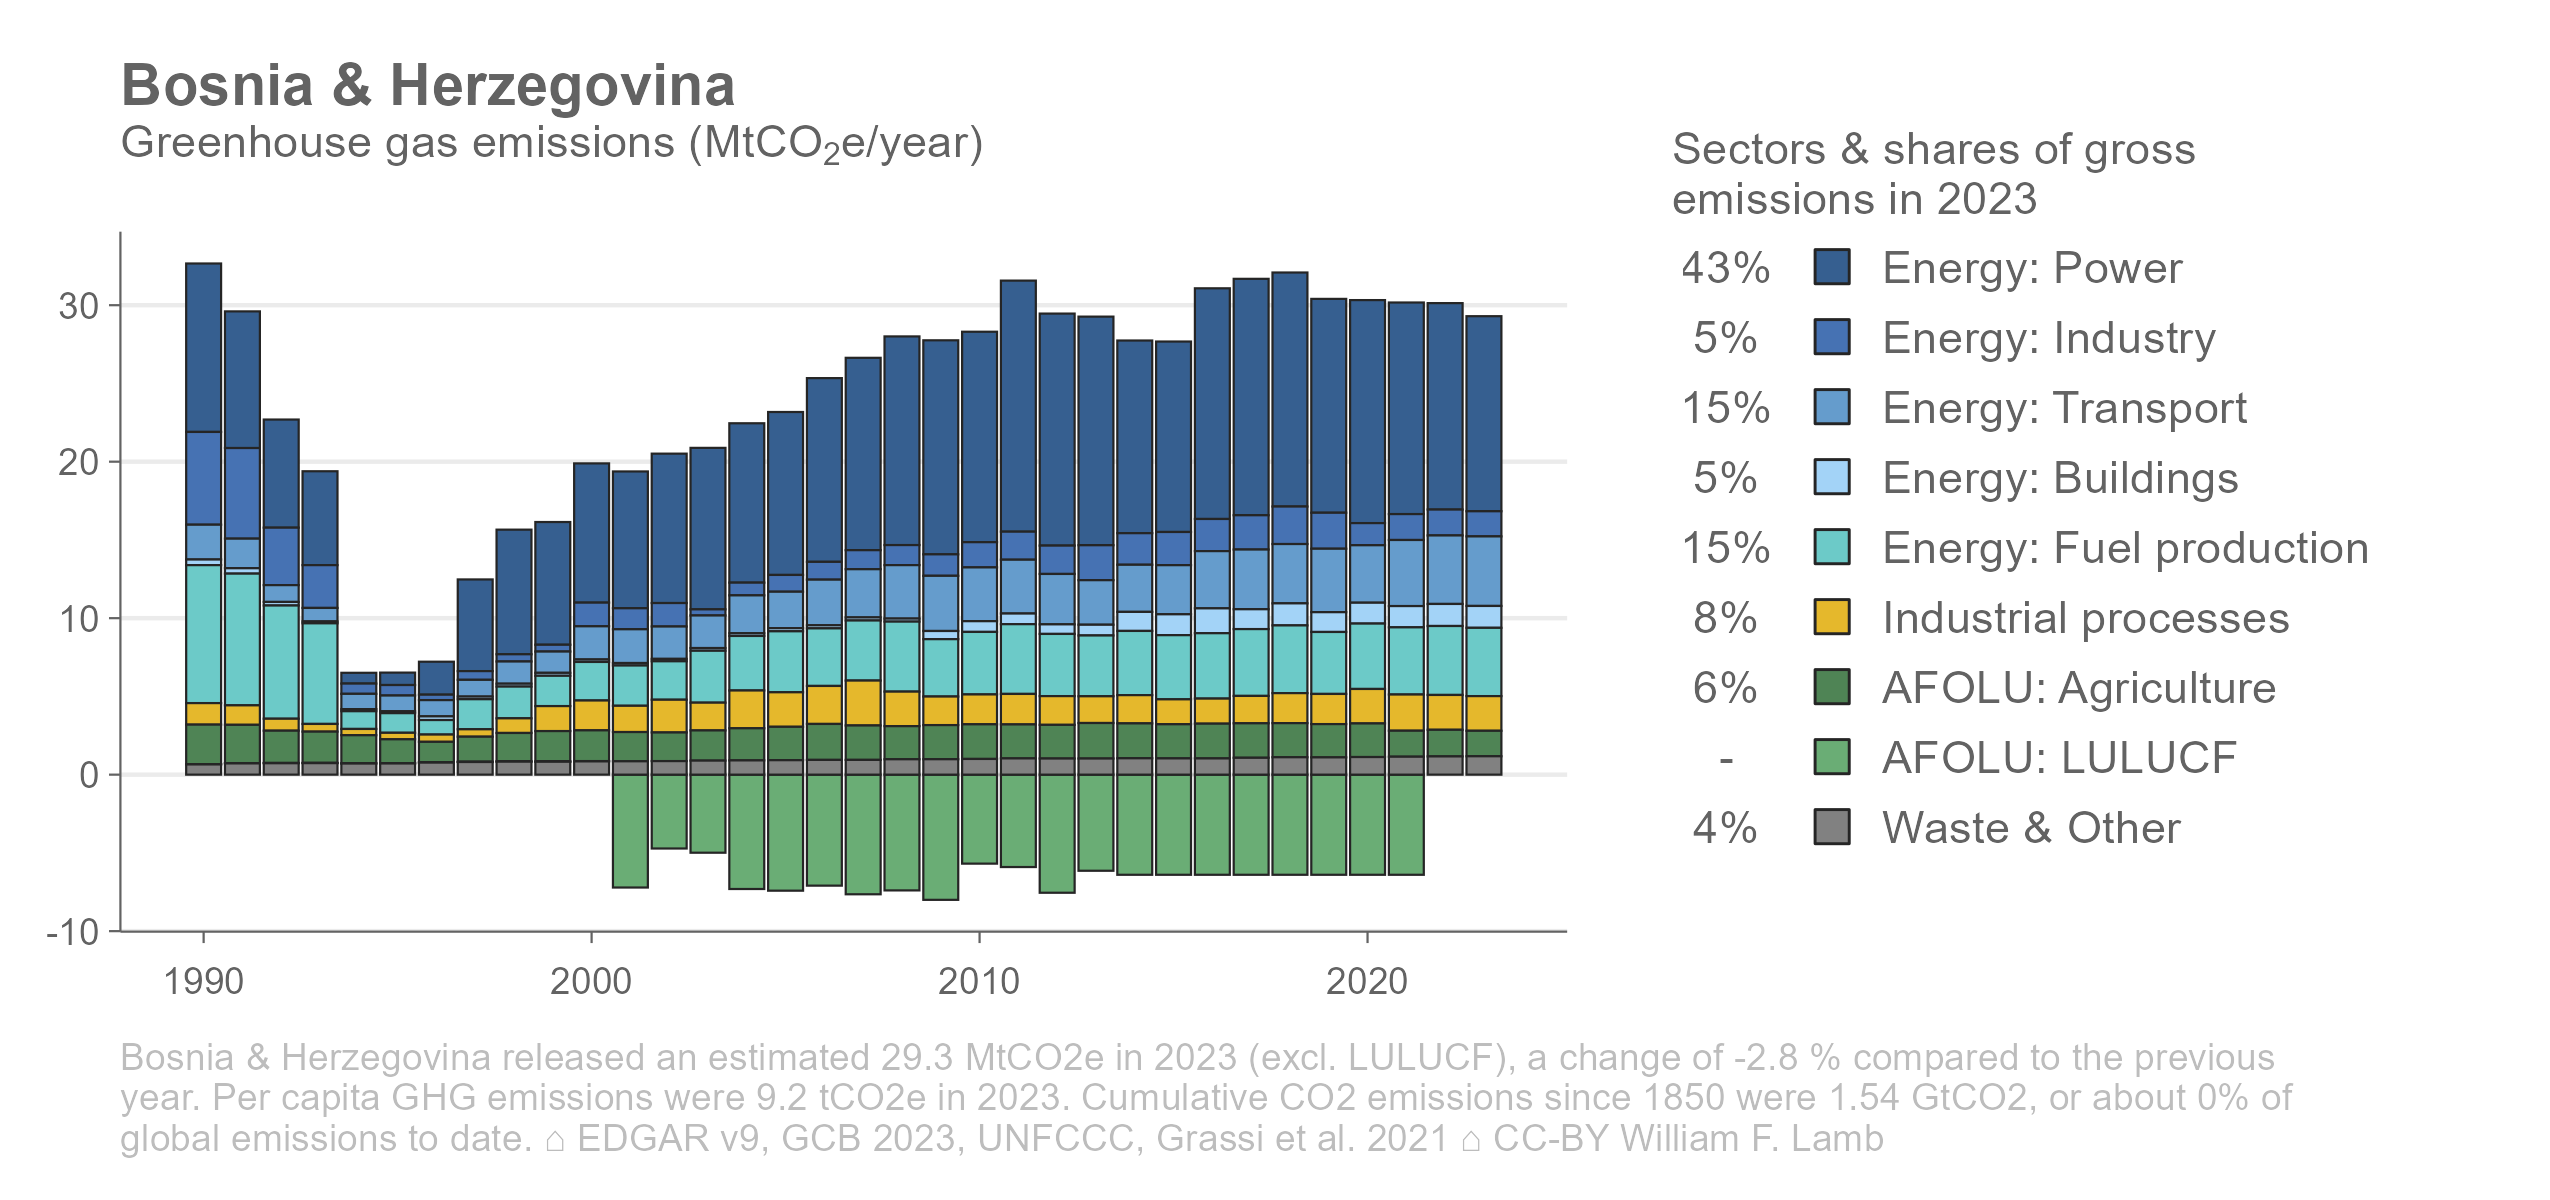 Bosnia & Herzegovina
Greenhouse gas emissions (MtCO₂e/year)
30
20
10
0
-10
1990 2000 2010 2020
Sectors & shares of gross
emissions in 2023
43% Energy: Power
5% Energy: Industry
15% Energy: Transport
5% Energy: Buildings
15% Energy: Fuel production
8% Industrial processes
6% AFOLU: Agriculture
- AFOLU: LULUCF
4% Waste & Other
Bosnia & Herzegovina released an estimated 29.3 MtCO2e in 2023 (excl. LULUCF), a change of -2.8 % compared to the previous
year. Per capita GHG emissions were 9.2 tCO2e in 2023. Cumulative CO2 emissions since 1850 were 1.54 GtCO2, or about 0% of
global emissions to date. ⌂ EDGAR v9, GCB 2023, UNFCCC, Grassi et al. 2021 ⌂ CC-BY William F. Lamb